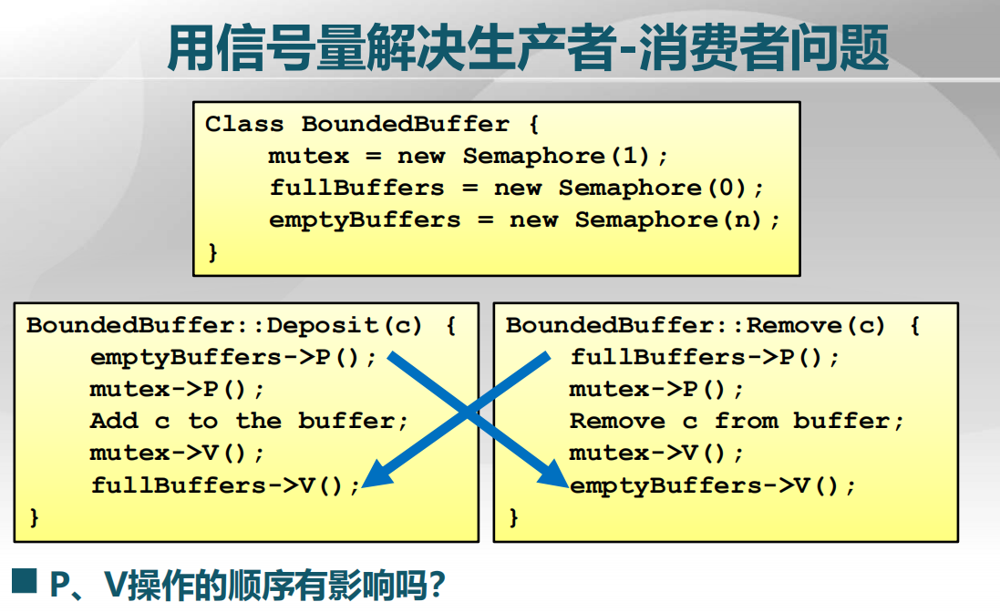 用信号量解决生产者-消费者问题
Class BoundedBuffer {
mutex = new Semaphore(1);
fullBuffers = new Semaphore(0);
emptyBuffers = new Semaphore(n);
}
BoundedBuffer::Deposit(c) {
emptyBuffers->P();
mutex->P();
Add c to the buffer;
mutex->V();
fullBuffers->V();
}
BoundedBuffer::Remove(c) {
fullBuffers->P();
mutex->P();
Remove c from buffer;
mutex->V();
emptyBuffers->V();
}
■ P、V操作的顺序有影响吗?